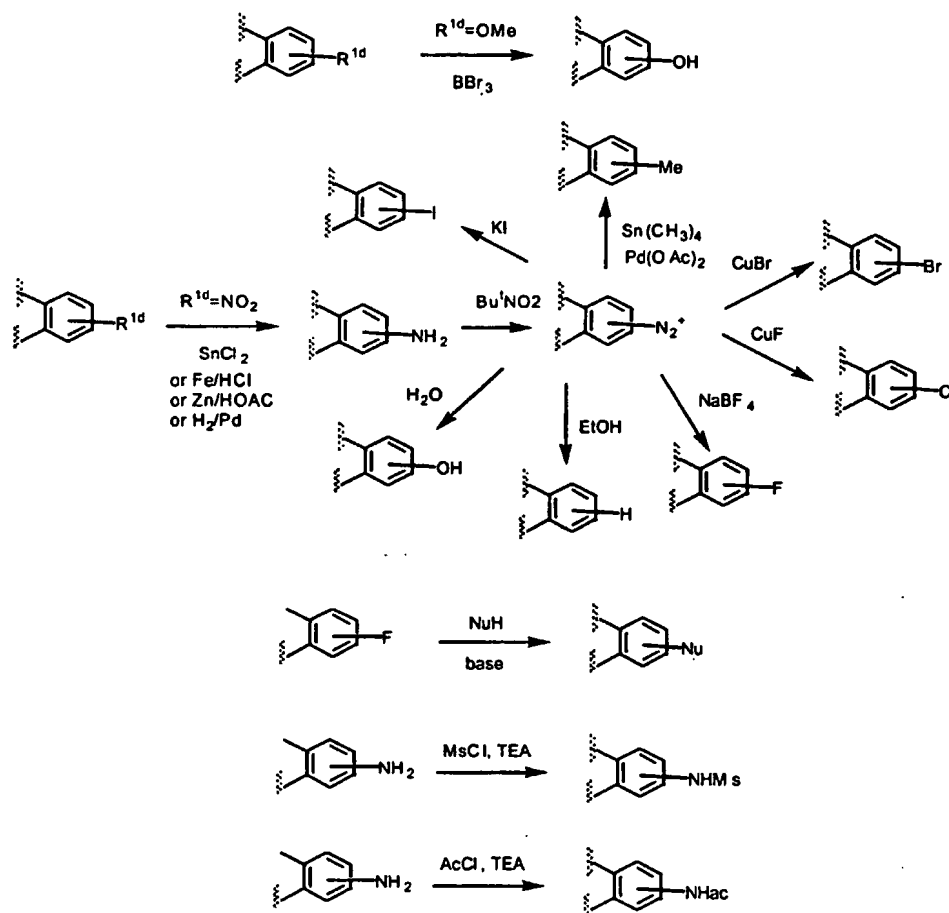 R1d=OMe
R1d
BBr3
OH
Me
I
KI
Sn(CH3)4
Pd(OAc)2
CuBr
Br
R1d=NO2
R1d
SnCl2
or Fe/HCl
or Zn/HOAC
or H2/Pd
NH2
ButNO2
N2+
CuF
H2O
EtOH
NaBF4
OH
H
F
F
NuH
base
Nu
NH2
MsCl, TEA
NHMs
NH2
AcCl, TEA
NHac